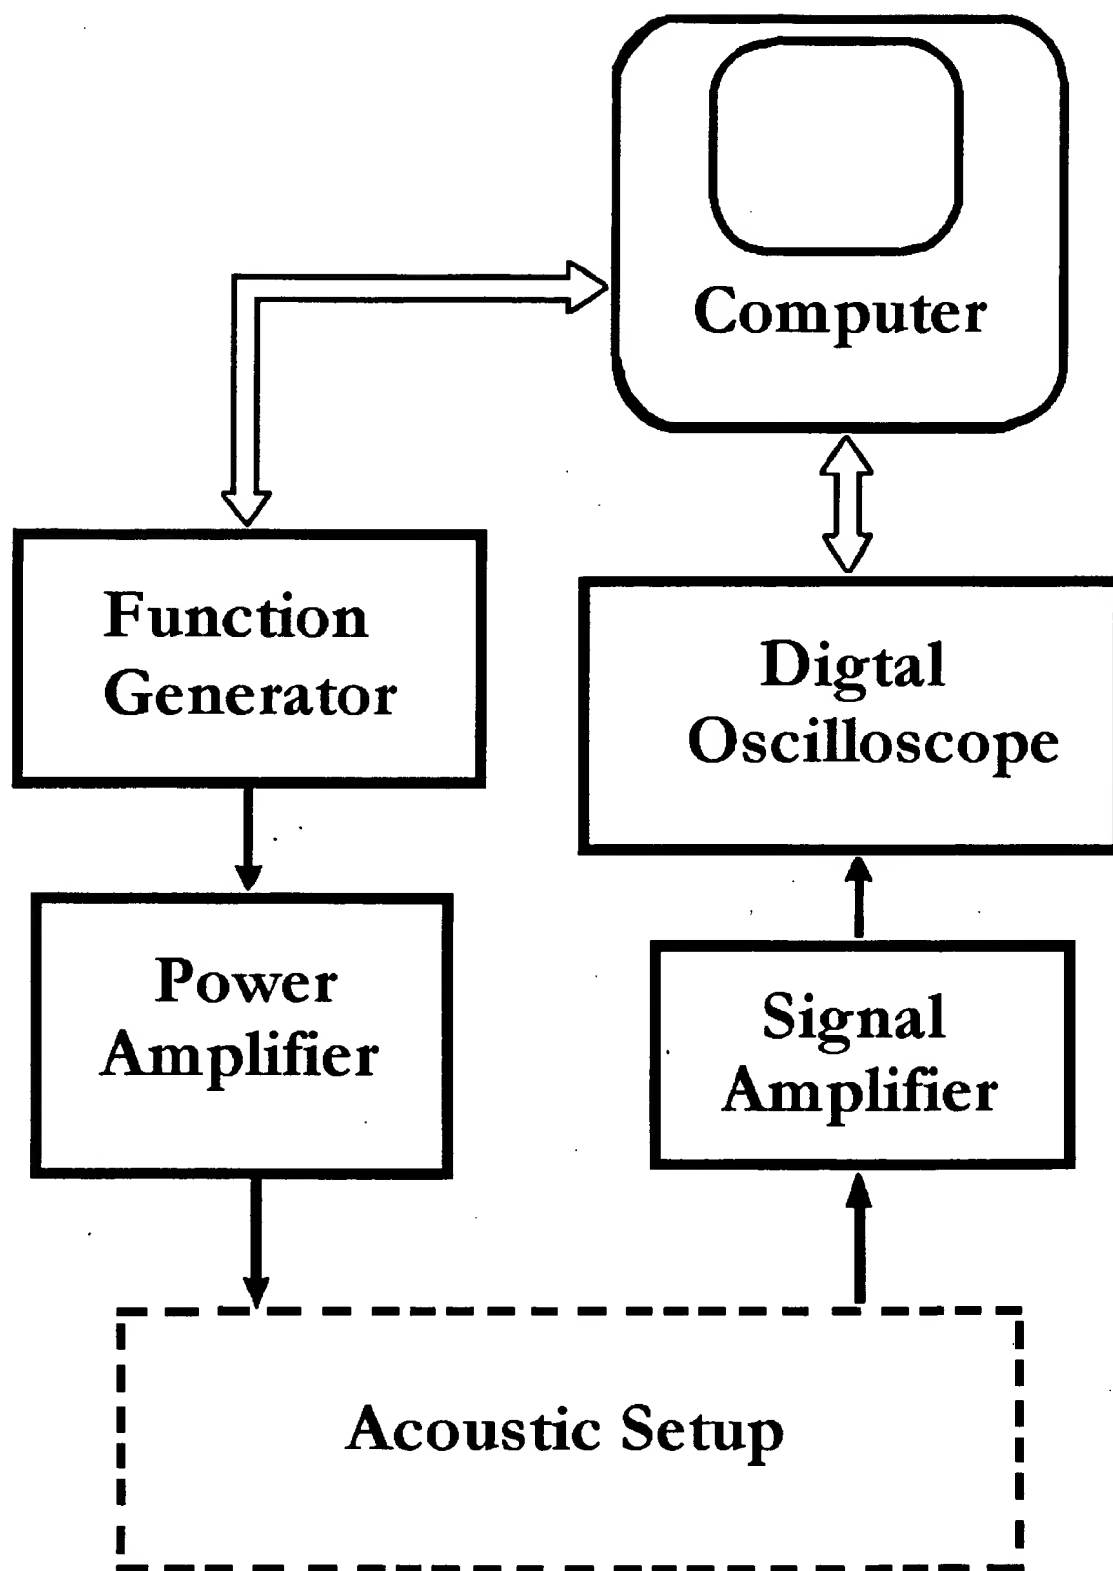 Computer
Function
Generator
Digtal
Oscilloscope
Power
Amplifier
Signal
Amplifier
Acoustic Setup